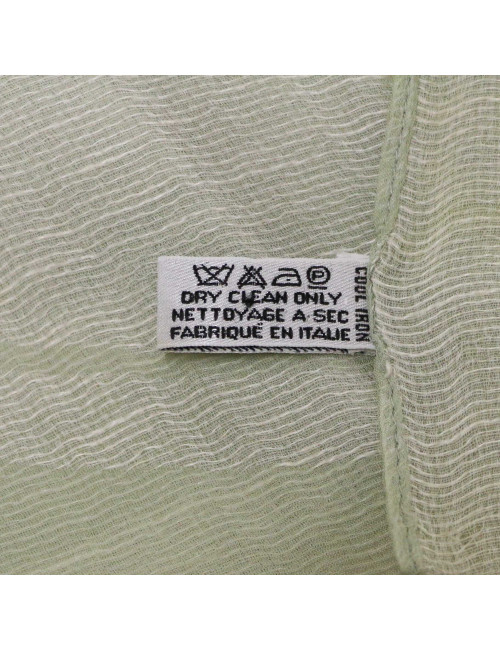 DRY CLEAN ONLY
NETTOYAGE A SEC
FABRIQUÉ EN ITALIE
COOL IRON